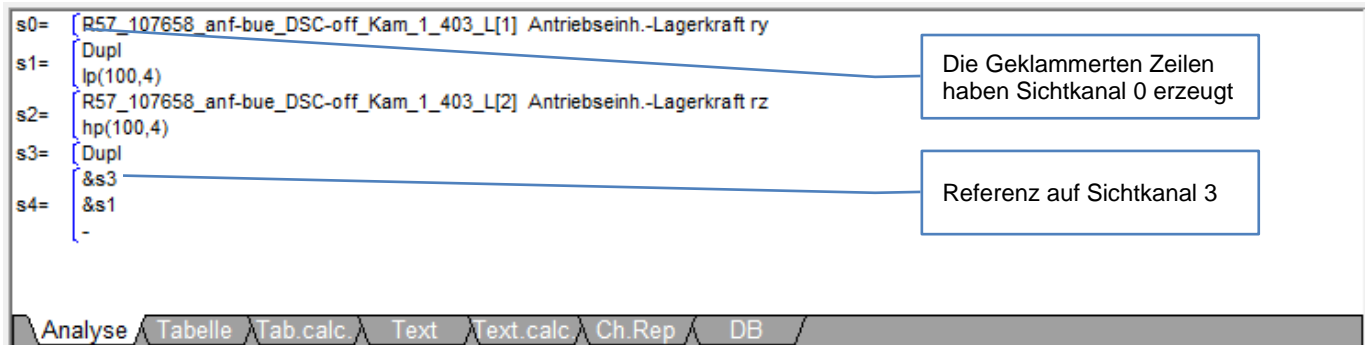 s0= R57_107658_anf-bue_DSC-off_Kam_1_403_L[1] Antriebseinh.-Lagerkraft ry
s1= Dupl
lp(100,4)
s2= R57_107658_anf-bue_DSC-off_Kam_1_403_L[2] Antriebseinh.-Lagerkraft rz
hp(100,4)
s3= Dupl
&s3
s4= &s1
-
Die Geklammerten Zeilen
haben Sichtkanal 0 erzeugt
Referenz auf Sichtkanal 3
Analyse Tabelle Tab.calc. Text Text.calc. Ch.Rep DB